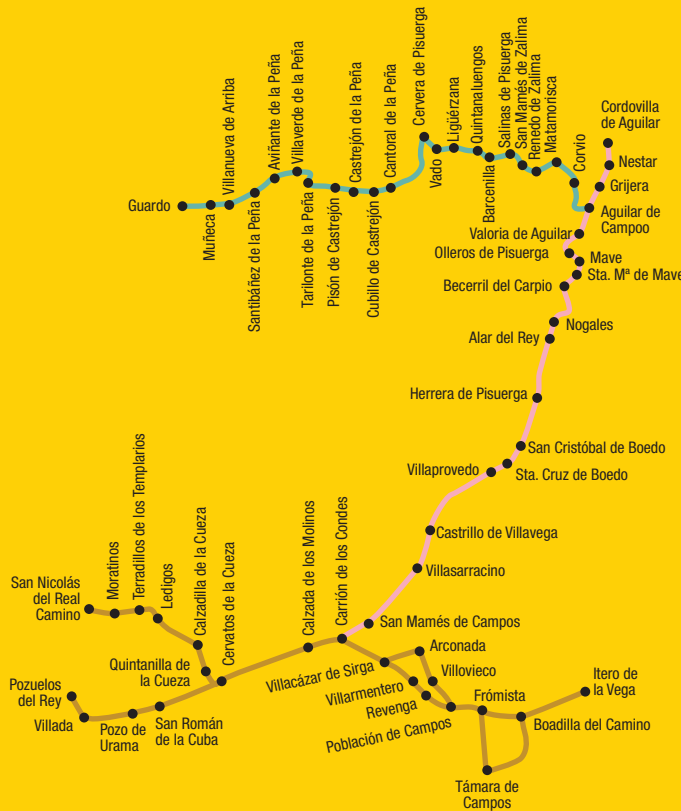 Guardo
Muñeca
Villanueva de Arriba
Santibáñez de la Peña
Aviñante de la Peña
Villaverde de la Peña
Tarilonte de la Peña
Pisón de Castrejón
Castrejón de la Peña
Cubillo de Castrejón
Cantoral de la Peña
Cervera de Pisuerga
Vado
Ligüérzana
Quintanaluengos
Barcenilla
Salinas de Pisuerga
San Mamés de Zalima
Renedo de Zalima
Matamorisca
Corvio
Cordovilla
de Aguilar
Nestar
Grijera
Aguilar de
Campoo
Valoria de Aguilar
Olleros de Pisuerga
Mave
Sta. Mª de Mave
Becerril del Carpio
Nogales
Alar del Rey
Herrera de Pisuerga
San Cristóbal de Boedo
Sta. Cruz de Boedo
Villaprovedo
Castrillo de Villavega
Villasarracino
San Mamés de Campos
Carrión de los Condes
Calzada de los Molinos
Cervatos de la Cueza
Calzadilla de la Cueza
Quintanilla de
la Cueza
Ledigos
Terradillos de los Templarios
Moratinos
San Nicolás
del Real
Camino
Pozuelos
del Rey
Villada
Pozo de
Urama
San Román
de la Cuba
Villacázar de Sirga
Arconada
Villovieco
Villarmentero
Revenga
Población de Campos
Frómista
Boadilla del Camino
Itero de
la Vega
Támara de
Campos